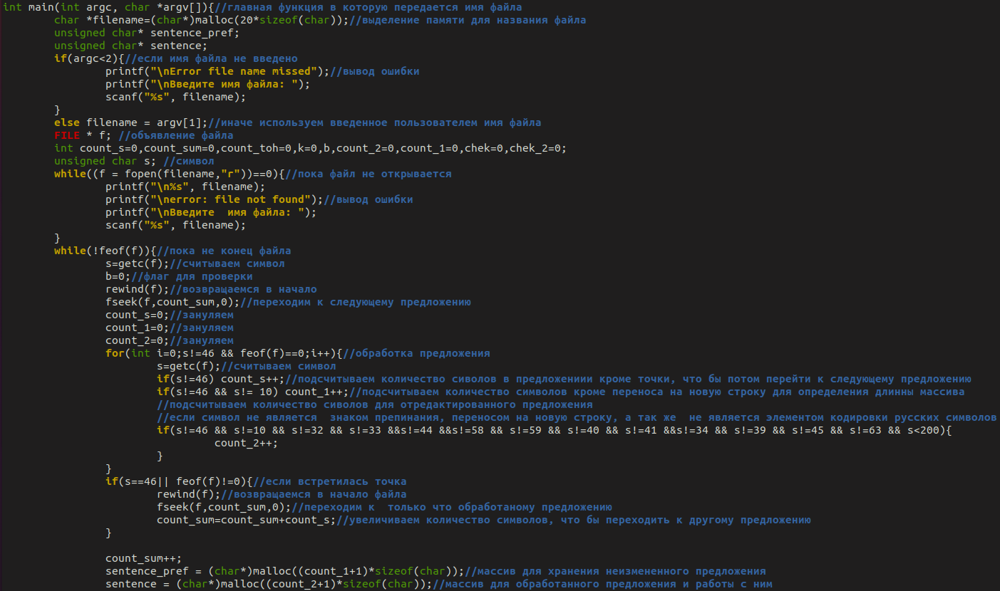 int main(int argc, char *argv[]){//главная функция в которую передается имя файла
        char *filename=(char*)malloc(20*sizeof(char));//выделение памяти для названия файла
        unsigned char* sentence_pref;
        unsigned char* sentence;
        if(argc<2){//если имя файла не введено
                printf("\nError file name missed");//вывод ошибки
                printf("\nВведите имя файла: ");
                scanf("%s", filename);
        }
        else filename = argv[1];//иначе используем введенное пользователем имя файла
        FILE * f; //объявление файла
        int count_s=0,count_sum=0,count_toh=0,k=0,b,count_2=0,count_1=0,chek=0,chek_2=0;
        unsigned char s; //символ
        while((f = fopen(filename,"r"))==0){//пока файл не открывается
                printf("\n%s", filename);
                printf("\nerror: file not found");//вывод ошибки
                printf("\nВведите  имя файла: ");
                scanf("%s", filename);
        }
        while(!feof(f)){//пока не конец файла
                s=getc(f);//считываем символ
                b=0;//флаг для проверки
                rewind(f);//возвращаемся в начало
                fseek(f,count_sum,0);//переходим к следующему предложению
                count_s=0;//зануляем
                count_1=0;//зануляем
                count_2=0;//зануляем
                for(int i=0;s!=46 && feof(f)==0;i++){//обработка предложения
                        s=getc(f);//считываем символ
                        if(s!=46) count_s++;//подсчитываем количество сиволов в предложениии кроме точки, что бы потом перейти к следующему предложению
                        if(s!=46 && s!= 10) count_1++;//подсчитываем количество символов кроме переноса на новую строку для определения длинны массива
                        //подсчитываем количество сиволов для отредактированного предложения
                        //если символ не является  знаком препинания, переносом на новую строку, а так же  не является элементом кодировки русских символов
                        if(s!=46 && s!=10 && s!=32 && s!=33 &&s!=44 &&s!=58 && s!=59 && s!=40 && s!=41 &&s!=34 && s!=39 && s!=45 && s!=63 && s<200){
                                 count_2++;
                        }
                }
                if(s==46|| feof(f)!=0){//если встретилась точка
                        rewind(f);//возвращаемся в начало файла
                        fseek(f,count_sum,0);//переходим к  только что обработаному предложению
                        count_sum=count_sum+count_s;//увеличиваем количество символов, что бы переходить к другому предложению
                }

                count_sum++;
                sentence_pref = (char*)malloc((count_1+1)*sizeof(char));//массив для хранения неизмененного предложения
                sentence = (char*)malloc((count_2+1)*sizeof(char));//массив для обработанного предложения и работы с ним